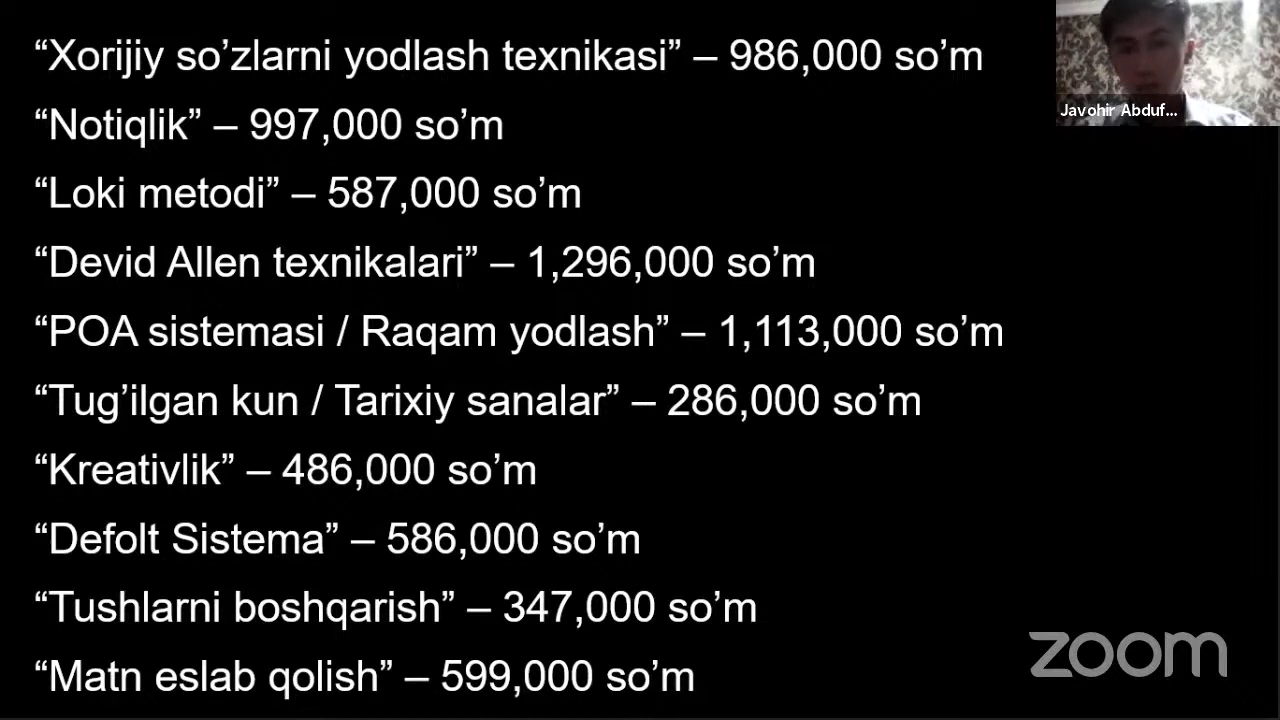 “Xorijiy so’zlarni yodlash texnikasi” – 986,000 so’m
Javohir Abduf...
“Notiqlik” – 997,000 so’m
“Loki metodi” – 587,000 so’m
“Devid Allen texnikalari” – 1,296,000 so’m
“POA sistemasi / Raqam yodlash” – 1,113,000 so’m
“Tug’ilgan kun / Tarixiy sanalar” – 286,000 so’m
“Kreativlik” – 486,000 so’m
“Defolt Sistema” – 586,000 so’m
“Tushlarni boshqarish” – 347,000 so’m
“Matn eslab qolish” – 599,000 so’m
zoom